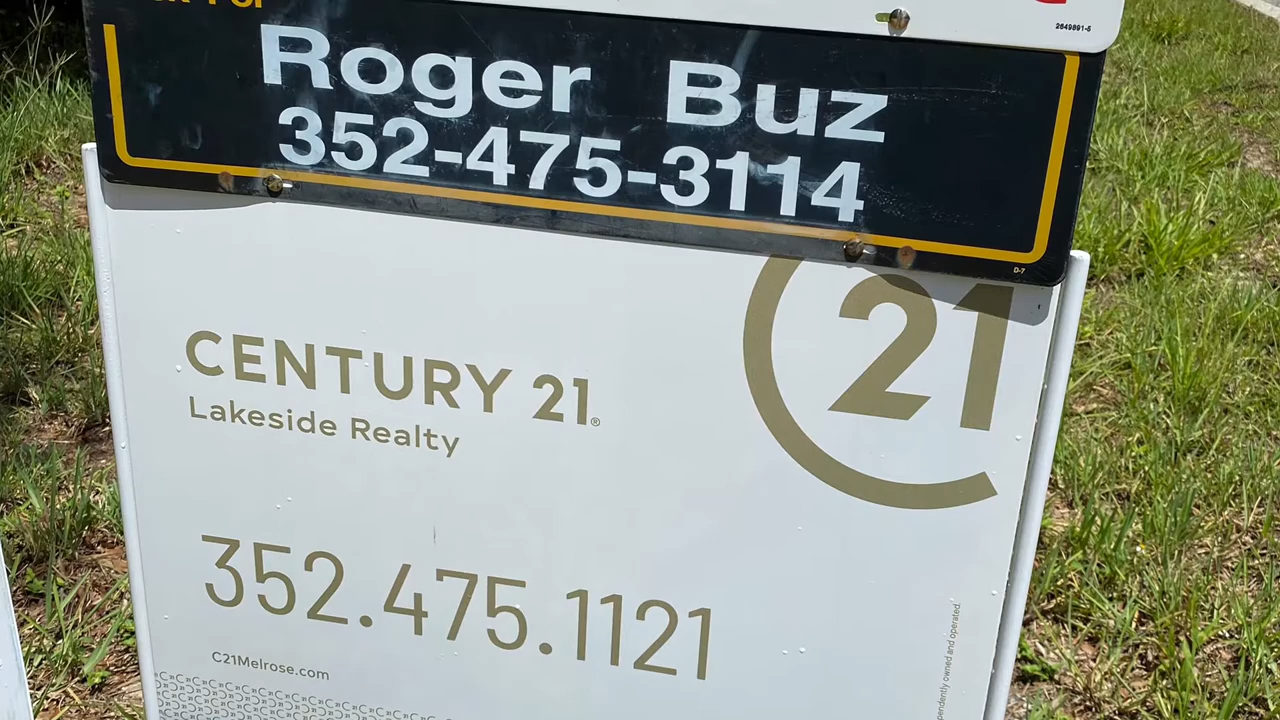 2649891-5
Roger Buz
352-475-3114
D-7
21
CENTURY 21®
Lakeside Realty
352.475.1121
C21Melrose.com
owned and operated.